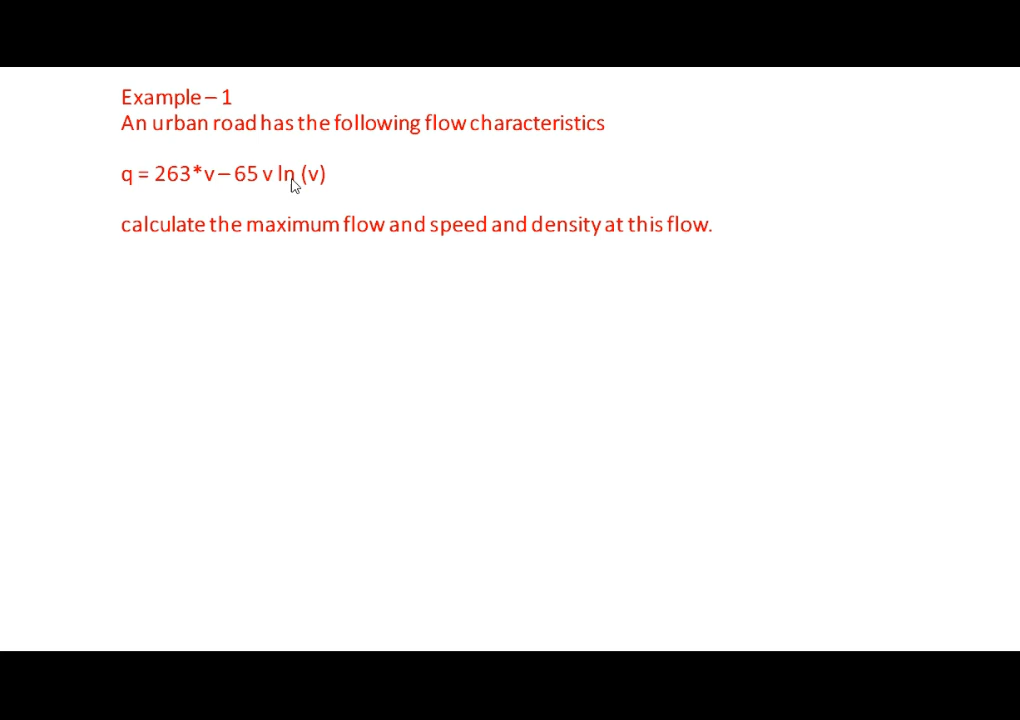 Example – 1
An urban road has the following flow characteristics
q = 263*v – 65 v ln (v)
calculate the maximum flow and speed and density at this flow.